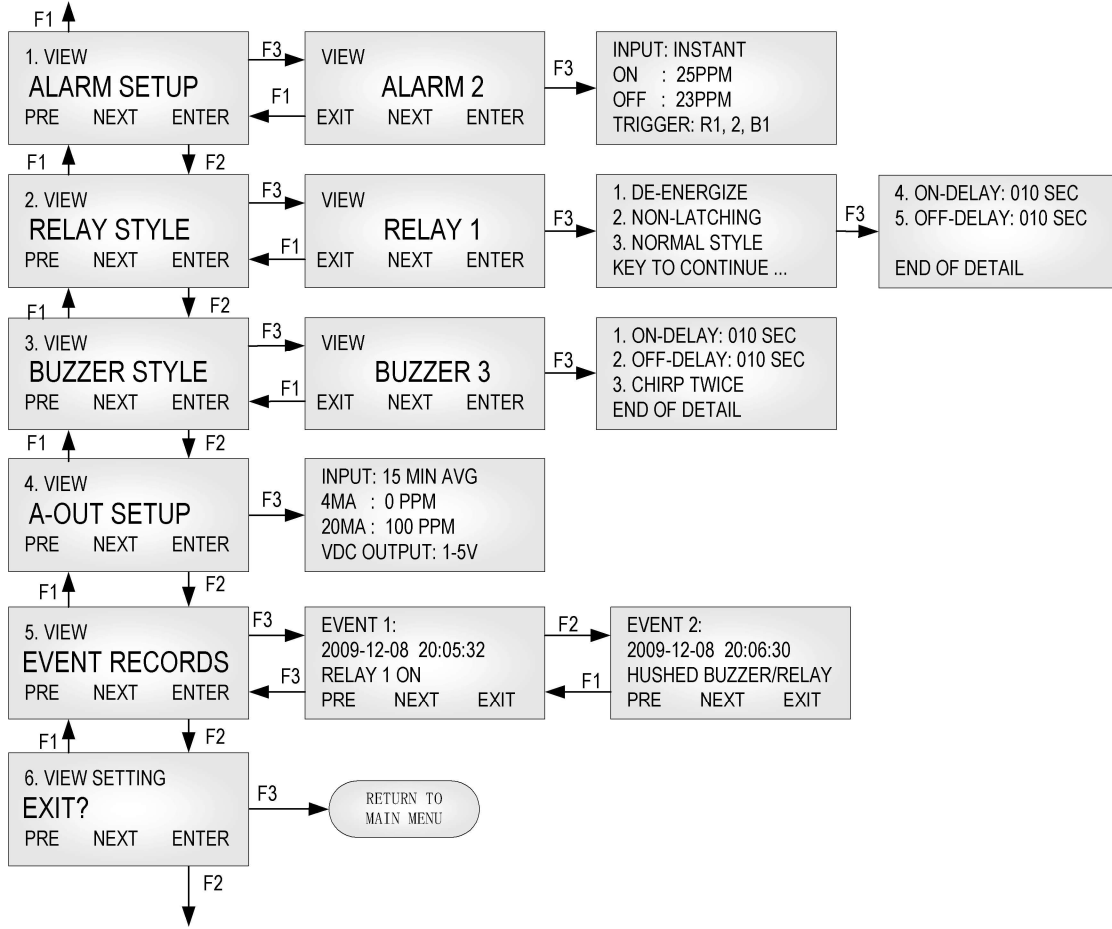 F1
1. VIEW
ALARM SETUP
PRE NEXT ENTER
F3
F1
VIEW
ALARM 2
EXIT NEXT ENTER
F3
INPUT: INSTANT
ON : 25PPM
OFF : 23PPM
TRIGGER: R1, 2, B1
F1
F2
2. VIEW
RELAY STYLE
PRE NEXT ENTER
F3
F1
VIEW
RELAY 1
EXIT NEXT ENTER
F3
1. DE-ENERGIZE
2. NON-LATCHING
3. NORMAL STYLE
KEY TO CONTINUE ...
F3
4. ON-DELAY: 010 SEC
5. OFF-DELAY: 010 SEC
END OF DETAIL
F1
F2
3. VIEW
BUZZER STYLE
PRE NEXT ENTER
F3
F1
VIEW
BUZZER 3
EXIT NEXT ENTER
F3
1. ON-DELAY: 010 SEC
2. OFF-DELAY: 010 SEC
3. CHIRP TWICE
END OF DETAIL
F1
F2
4. VIEW
A-OUT SETUP
PRE NEXT ENTER
F3
INPUT: 15 MIN AVG
4MA : 0 PPM
20MA : 100 PPM
VDC OUTPUT: 1-5V
F1
F2
5. VIEW
EVENT RECORDS
PRE NEXT ENTER
F3
F3
EVENT 1:
2009-12-08 20:05:32
RELAY 1 ON
PRE NEXT EXIT
F2
F1
EVENT 2:
2009-12-08 20:06:30
HUSHED BUZZER/RELAY
PRE NEXT EXIT
F1
F2
6. VIEW SETTING
EXIT?
PRE NEXT ENTER
F3
RETURN TO
MAIN MENU
F2